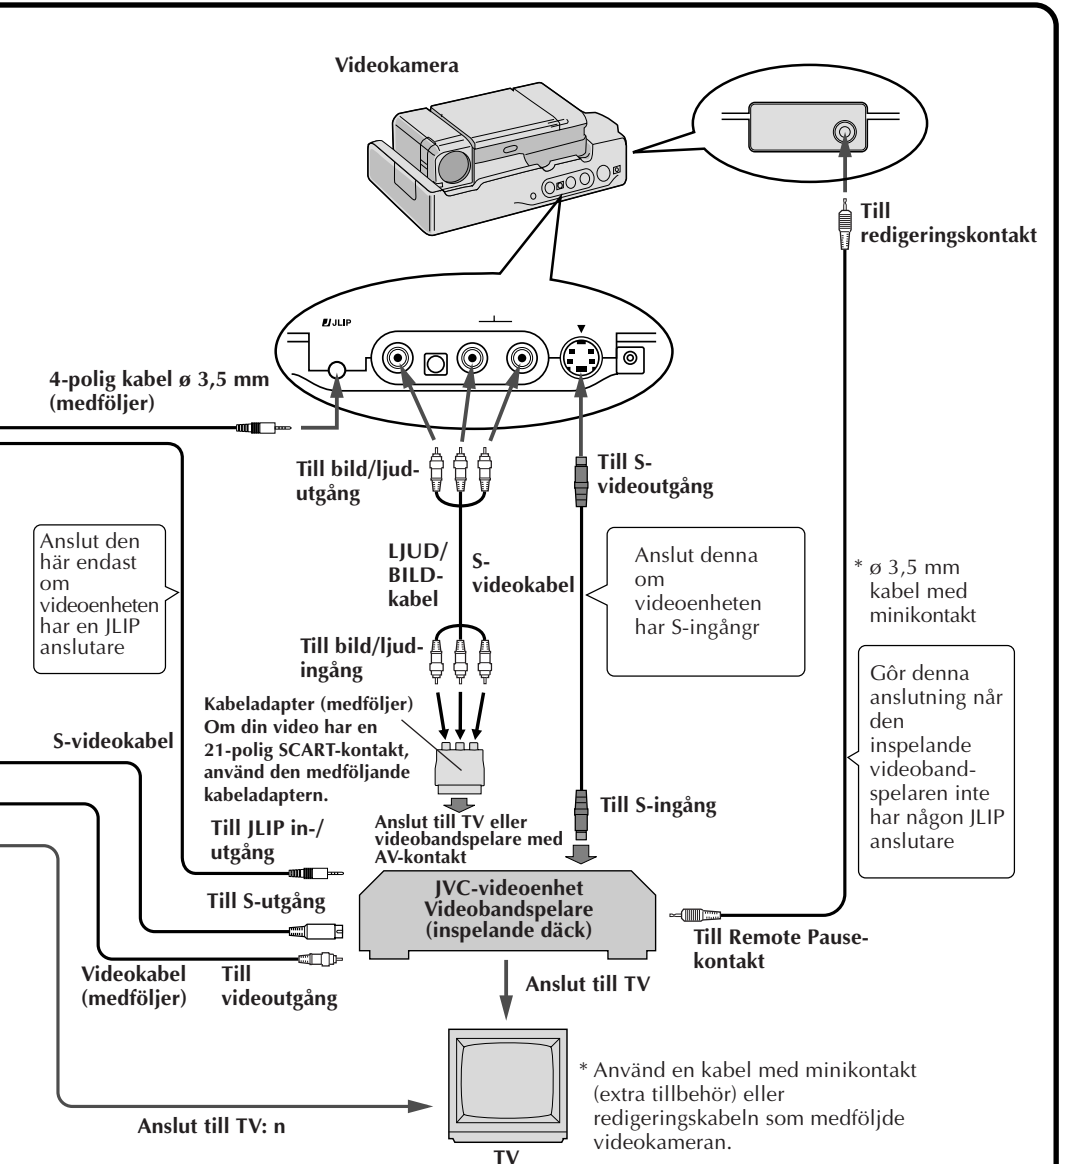 Videokamera
Till
redigeringskontakt
JLIP
4-polig kabel ø 3,5 mm
(medföljer)
Till bild/ljud-
utgång
Till S-
videoutgång
Anslut den
här endast
om
videoenheten
har en JLIP
anslutare
LJUD/
BILD-
kabel
S-
videokabel
Anslut denna
om
videoenheten
har S-ingångr
* ø 3,5 mm
kabel med
minikontakt
Till bild/ljud-
ingång
Gôr denna
anslutning når
den
inspelande
videoband-
spelaren inte
har någon JLIP
anslutare
Kabeladapter (medföljer)
Om din video har en
21-polig SCART-kontakt,
använd den medföljande
kabeladaptern.
S-videokabel
Till S-ingång
Anslut till TV eller
videobandspelare med
AV-kontakt
Till JLIP in-/
utgång
JVC-videoenhet
Videobandspelare
(inspelande däck)
Till S-utgång
Till Remote Pause-
kontakt
Videokabel
(medföljer)
Till
videoutgång
Anslut till TV
* Använd en kabel med minikontakt
(extra tillbehör) eller
redigeringskabeln som medföljde
videokameran.
Anslut till TV: n
TV